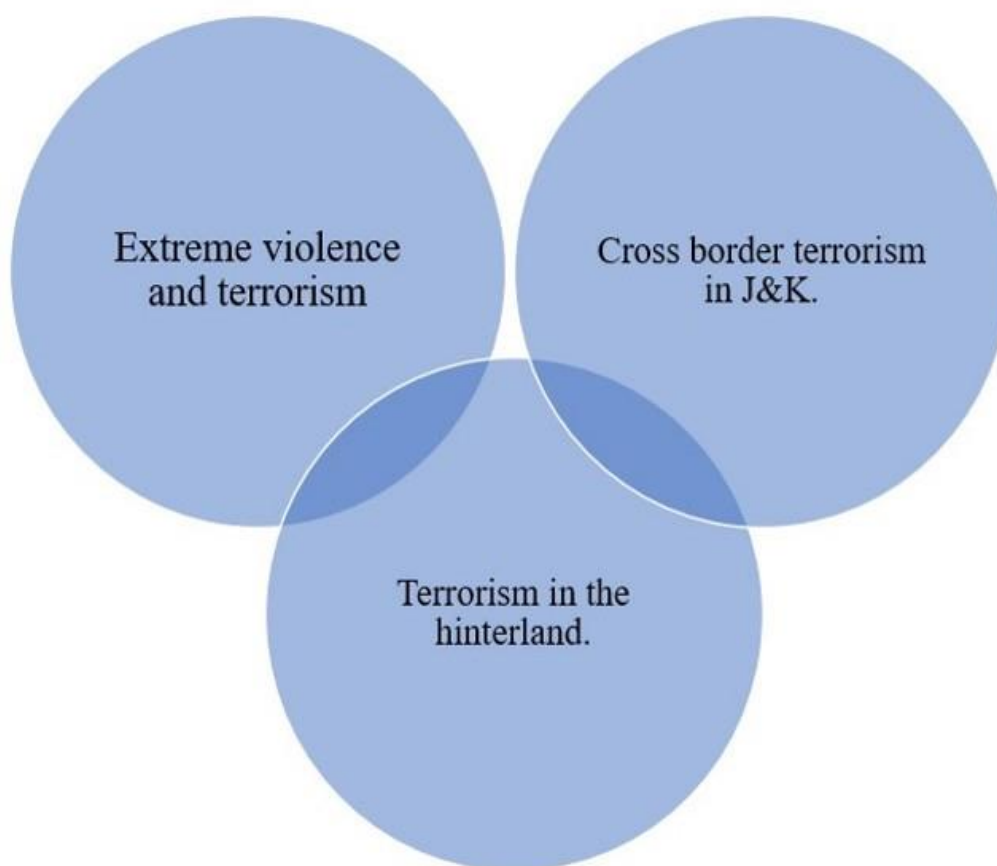 Extreme violence
and terrorism
Cross border terrorism
in J&K.
Terrorism in the
hinterland.